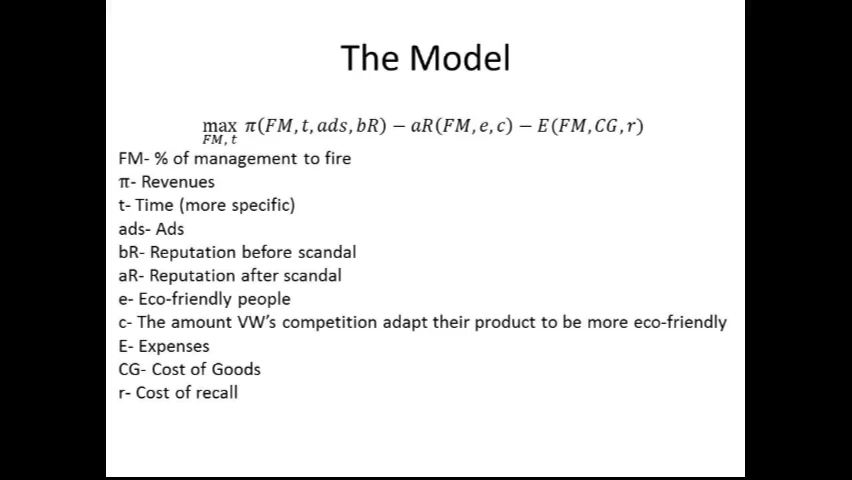 The Model
max π(FM, t, ads, bR) − aR(FM, e, c) − E(FM, CG, r)
FM, t
FM- % of management to fire
π- Revenues
t- Time (more specific)
ads- Ads
bR- Reputation before scandal
aR- Reputation after scandal
e- Eco-friendly people
c- The amount VW's competition adapt their product to be more eco-friendly
E- Expenses
CG- Cost of Goods
r- Cost of recall